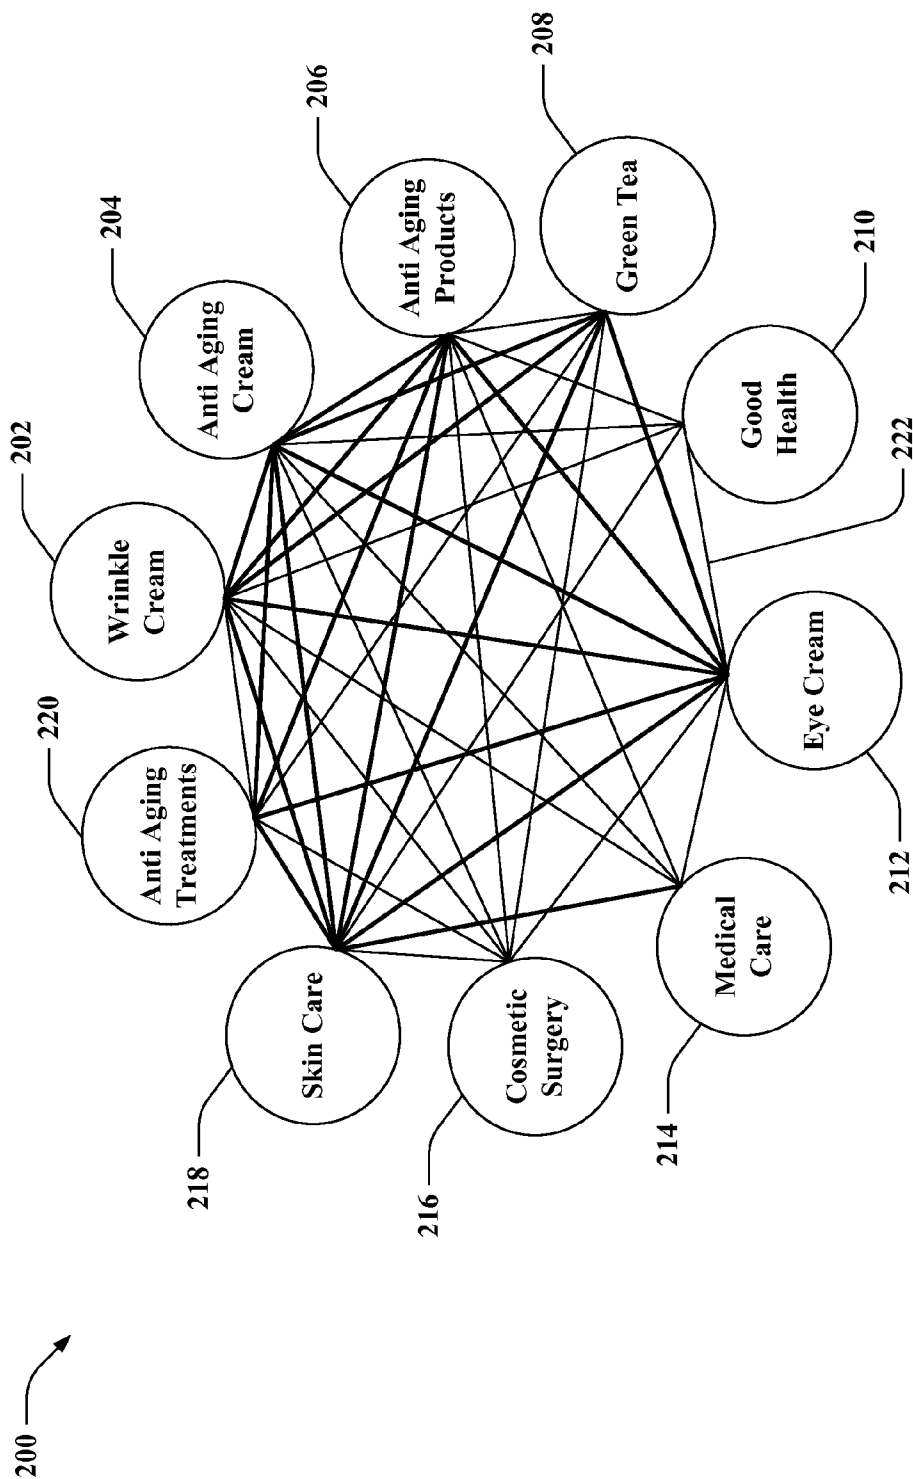 200
202
Wrinkle
Cream
204
Anti Aging
Cream
206
Anti Aging
Products
208
Green Tea
210
Good
Health
222
212
Eye Cream
214
Medical
Care
216
Cosmetic
Surgery
218
Skin Care
220
Anti Aging
Treatments